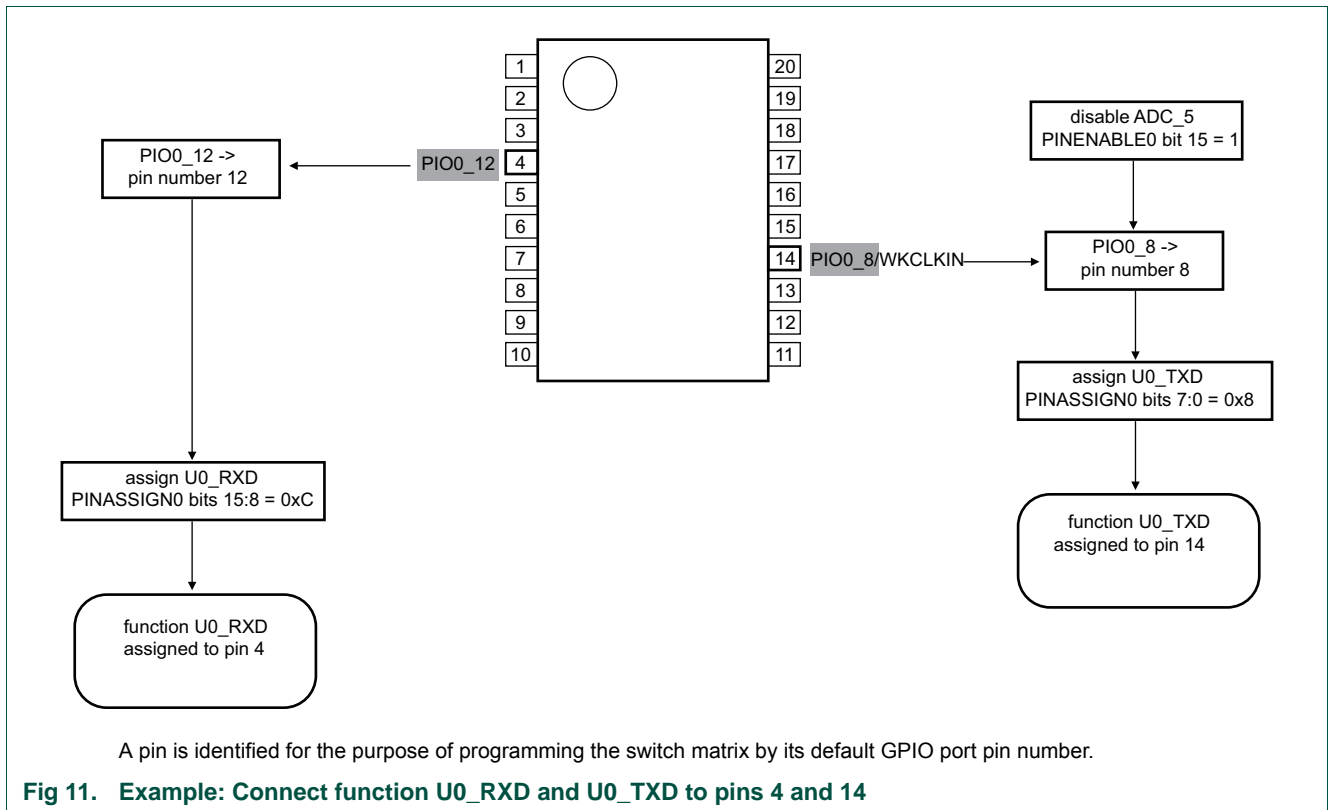 1
2
3
4
5
6
7
8
9
10
20
19
18
17
16
15
14
13
12
11
PIO0_12
PIO0_12 ->
pin number 12
assign U0_RXD
PINASSIGN0 bits 15:8 = 0xC
function U0_RXD
assigned to pin 4
PIO0_8/WKCLKIN
disable ADC_5
PINENABLE0 bit 15 = 1
PIO0_8 ->
pin number 8
assign U0_TXD
PINASSIGN0 bits 7:0 = 0x8
function U0_TXD
assigned to pin 14
A pin is identified for the purpose of programming the switch matrix by its default GPIO port pin number.
Fig 11. Example: Connect function U0_RXD and U0_TXD to pins 4 and 14